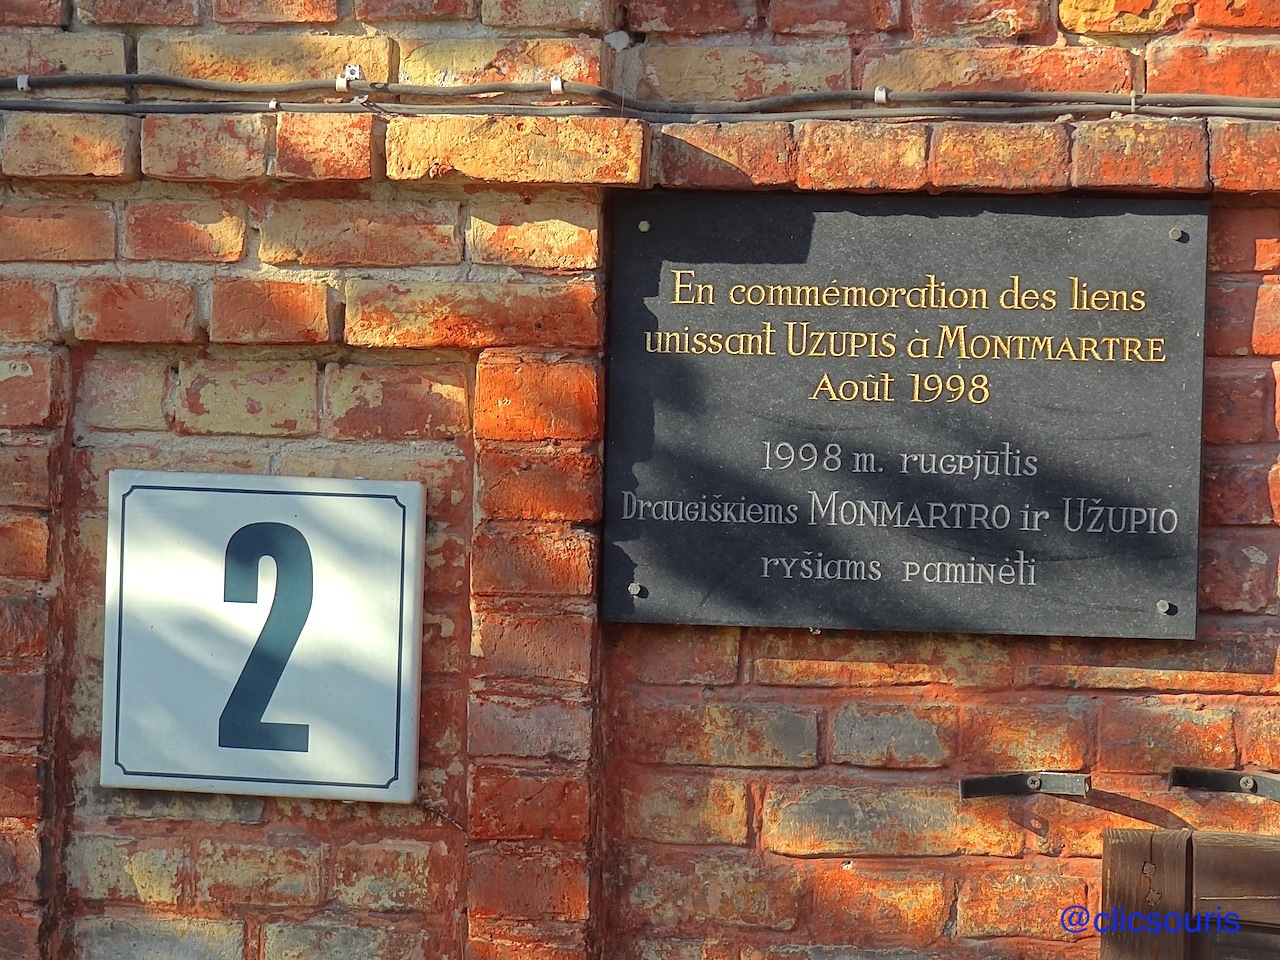 En commémoration des liens
unissant UZUPIS à MONTMARTRE
Août 1998
1998 m. rugpjūtis
Draugiškiems MONMARTRO ir UŽUPIO
ryšiams paminėti
2
@clicsouris